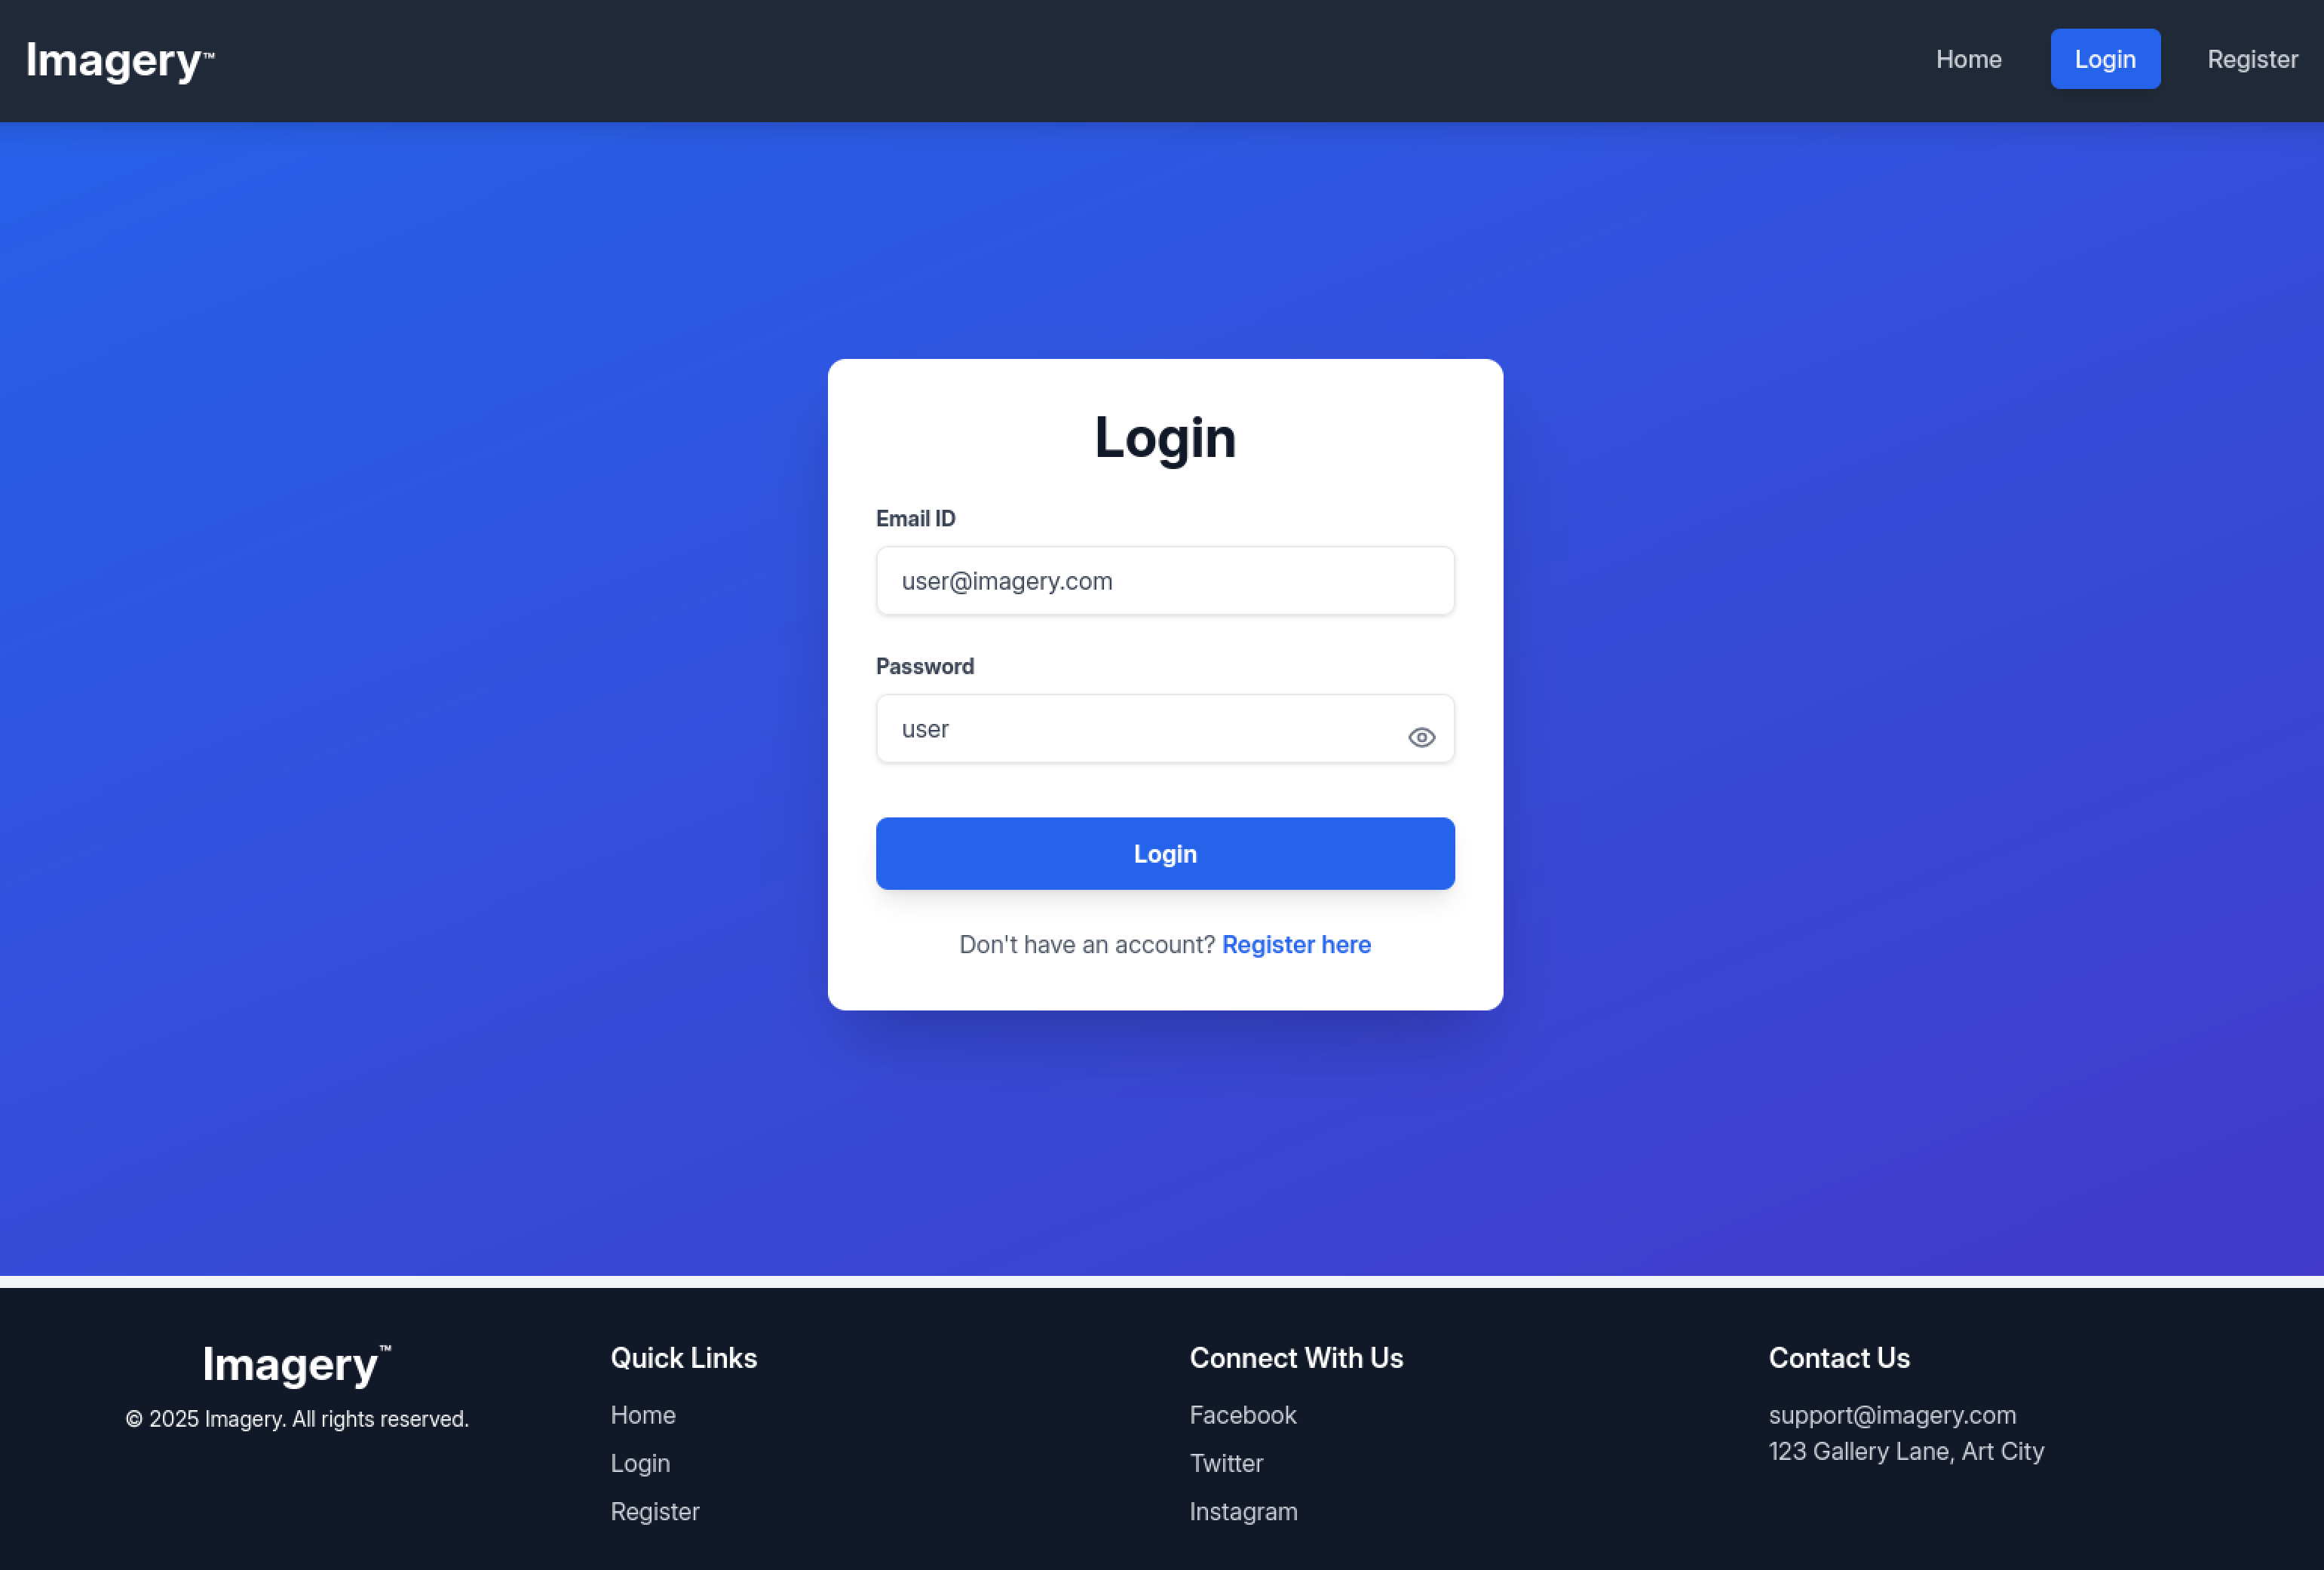 Imagery™
Home Login Register
Login
Email ID
user@imagery.com
Password
user
Login
Don't have an account? Register here
Imagery™
© 2025 Imagery. All rights reserved.
Quick Links
Home
Login
Register
Connect With Us
Facebook
Twitter
Instagram
Contact Us
support@imagery.com
123 Gallery Lane, Art City